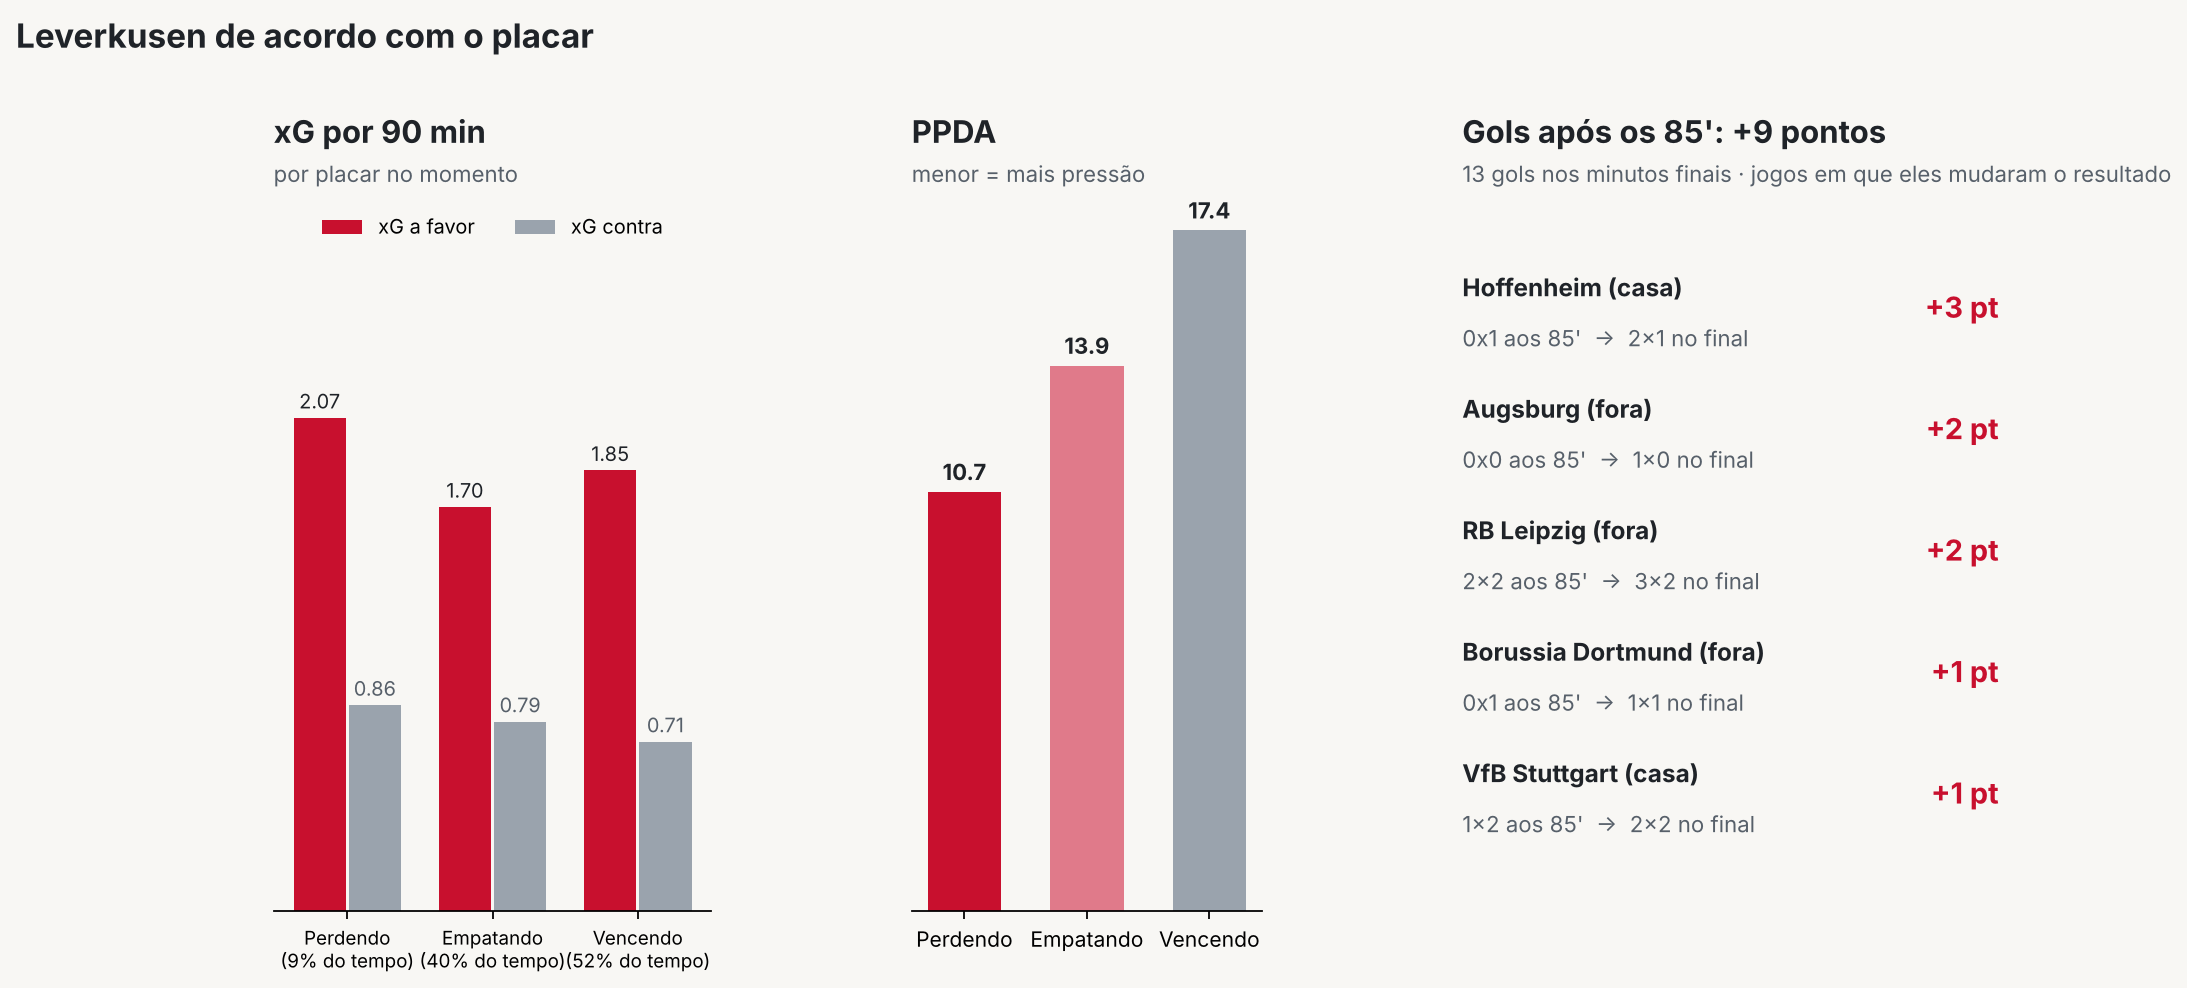 Leverkusen de acordo com o placar
xG por 90 min
por placar no momento
xG a favor
xG contra
2.07
0.86
1.70
0.79
1.85
0.71
Perdendo
(9% do tempo)
Empatando
(40% do tempo)
Vencendo
(52% do tempo)
PPDA
menor = mais pressão
10.7
13.9
17.4
Perdendo
Empatando
Vencendo
Gols após os 85': +9 pontos
13 gols nos minutos finais · jogos em que eles mudaram o resultado
Hoffenheim (casa)
+3 pt
0x1 aos 85' → 2×1 no final
Augsburg (fora)
+2 pt
0x0 aos 85' → 1×0 no final
RB Leipzig (fora)
+2 pt
2×2 aos 85' → 3×2 no final
Borussia Dortmund (fora)
+1 pt
0x1 aos 85' → 1×1 no final
VfB Stuttgart (casa)
+1 pt
1×2 aos 85' → 2×2 no final